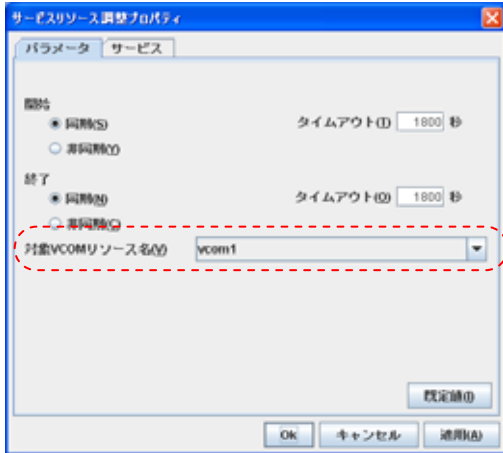 サービスリソース調整プロパティ
パラメータ サービス
開始
同期(S) タイムアウト(T) 1800 秒
非同期(Y)
終了
同期(N) タイムアウト(O) 1800 秒
非同期(C)
対象VCOMリソース名(V) vcom1
既定値(I)
Ok キャンセル 適用(A)